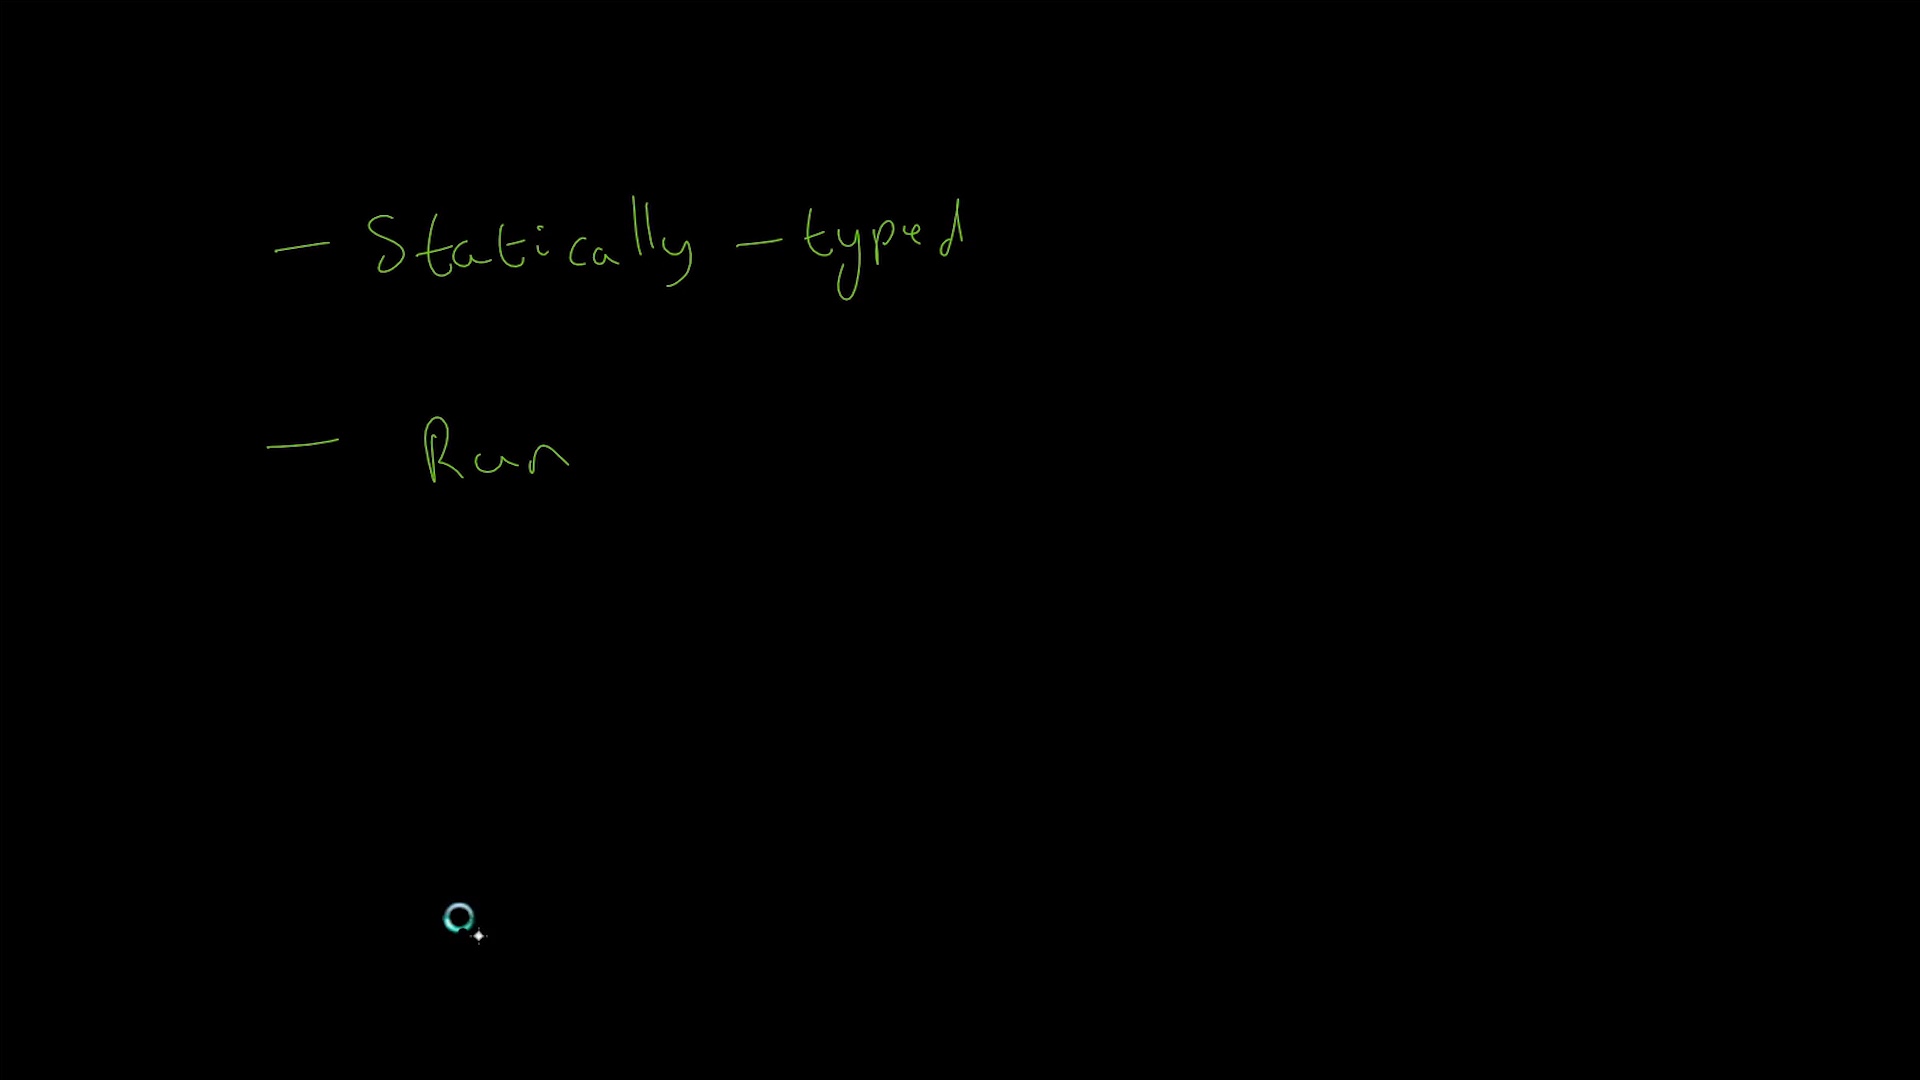 — Statically - typed
— Run